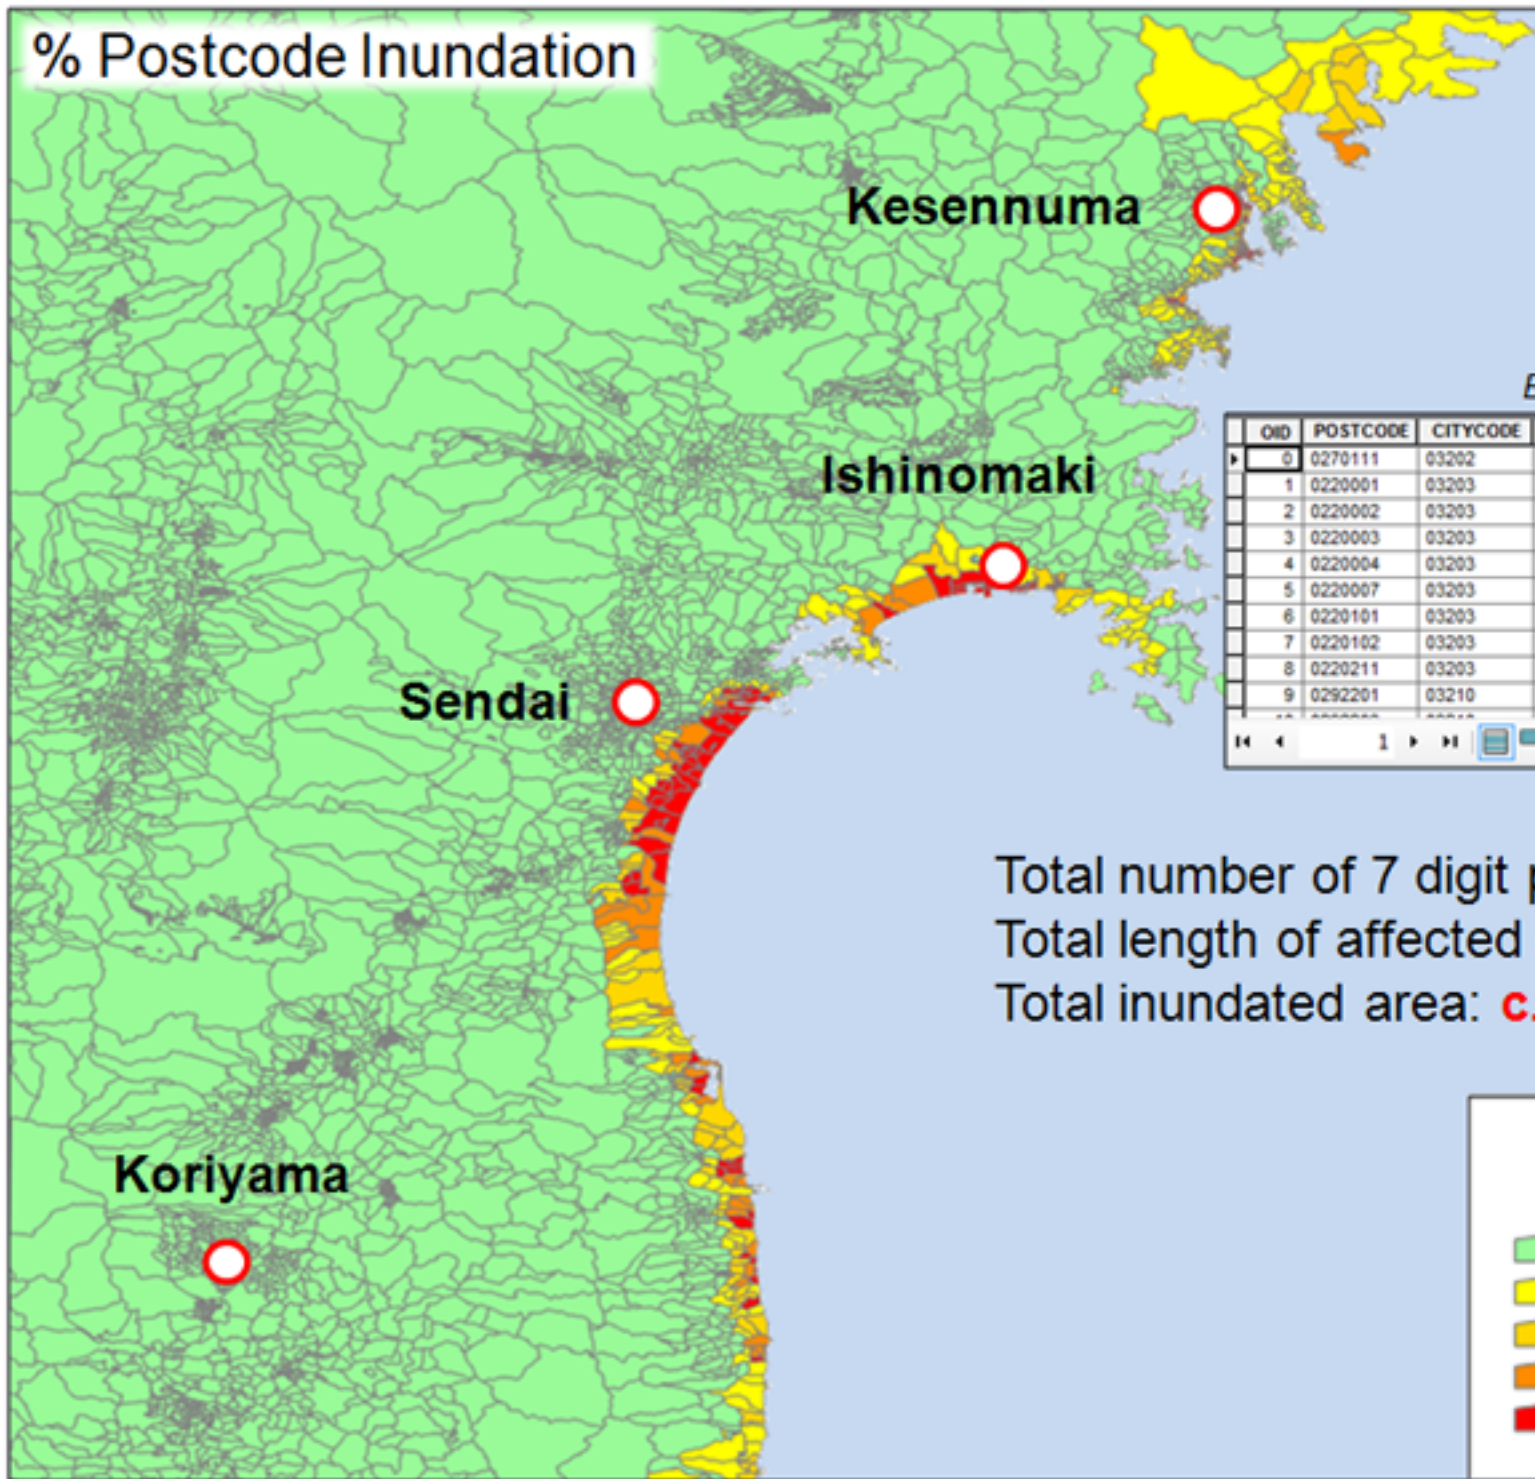 % Postcode Inundation
Kesennuma
Ishinomaki
OID POSTCODE CITYCODE
0 0270111 03202
1 0220001 03203
2 0220002 03203
3 0220003 03203
4 0220004 03203
5 0220007 03203
6 0220101 03203
7 0220102 03203
8 0220211 03203
9 0292201 03210
1
Sendai
Total number of 7 digit
Total length of affected
Total inundated area: c.
Koriyama